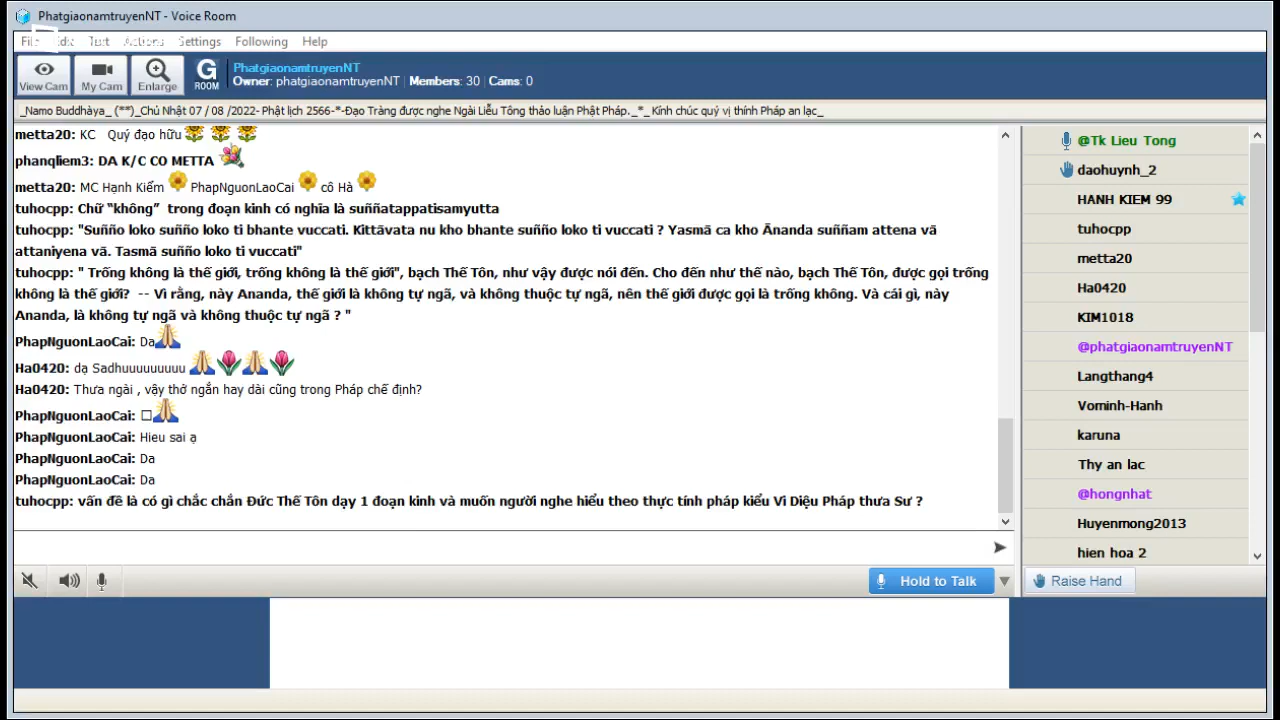 PhatgiaonamtruyenNT - Voice Room
Text Actions Settings Following Help
View Cam My Cam Enlarge G ROOM
PhatgiaonamtruyenNT
Owner: phatgiaonamtruyenNT | Members: 30 | Cams: 0
_Namo Buddhàya_ (**)_Chủ Nhật 07 / 08 /2022- Phật lịch 2566-*-Đạo Tràng được nghe Ngài Liễu Tông thảo luận Phật Pháp. _*_ Kính chúc quý vị thính Pháp an lạc_
metta20: KC Quý đạo hữu
phanqliem3: DA K/C CO METTA
metta20: MC Hạnh Kiểm PhapNguonLaoCai cô Hà
tuhocpp: Chữ “không” trong đoạn kinh có nghĩa là suññatappatisamyutta
tuhocpp: "Suñño loko suñño loko ti bhante vuccati. Kittāvata nu kho bhante suñño loko ti vuccati ? Yasmā ca kho Ānanda suññam attena vā
attaniyena vā. Tasmā suñño loko ti vuccati"
tuhocpp: " Trống không là thế giới, trống không là thế giới", bạch Thế Tôn, như vậy được nói đến. Cho đến như thế nào, bạch Thế Tôn, được gọi trống
không là thế giới? -- Vì rằng, này Ananda, thế giới là không tự ngã, và không thuộc tự ngã, nên thế giới được gọi là trống không. Và cái gì, này
Ananda, là không tự ngã và không thuộc tự ngã ? "
PhapNguonLaoCai: Da
Ha0420: dạ Sadhuuuuuuuuu
Ha0420: Thưa ngài , vậy thở ngắn hay dài cũng trong Pháp chế định?
PhapNguonLaoCai:
PhapNguonLaoCai: Hieu sai ạ
PhapNguonLaoCai: Da
PhapNguonLaoCai: Da
tuhocpp: vấn đề là có gì chắc chắn Đức Thế Tôn dạy 1 đoạn kinh và muốn người nghe hiểu theo thực tính pháp kiểu Vi Diệu Pháp thưa Sư ?
Hold to Talk
@Tk Lieu Tong
daohuynh_2
HANH KIEM 99
tuhocpp
metta20
Ha0420
KIM1018
@phatgiaonamtruyenNT
Langthang4
Vominh-Hanh
karuna
Thy an lac
@hongnhat
Huyenmong2013
hien hoa 2
Raise Hand